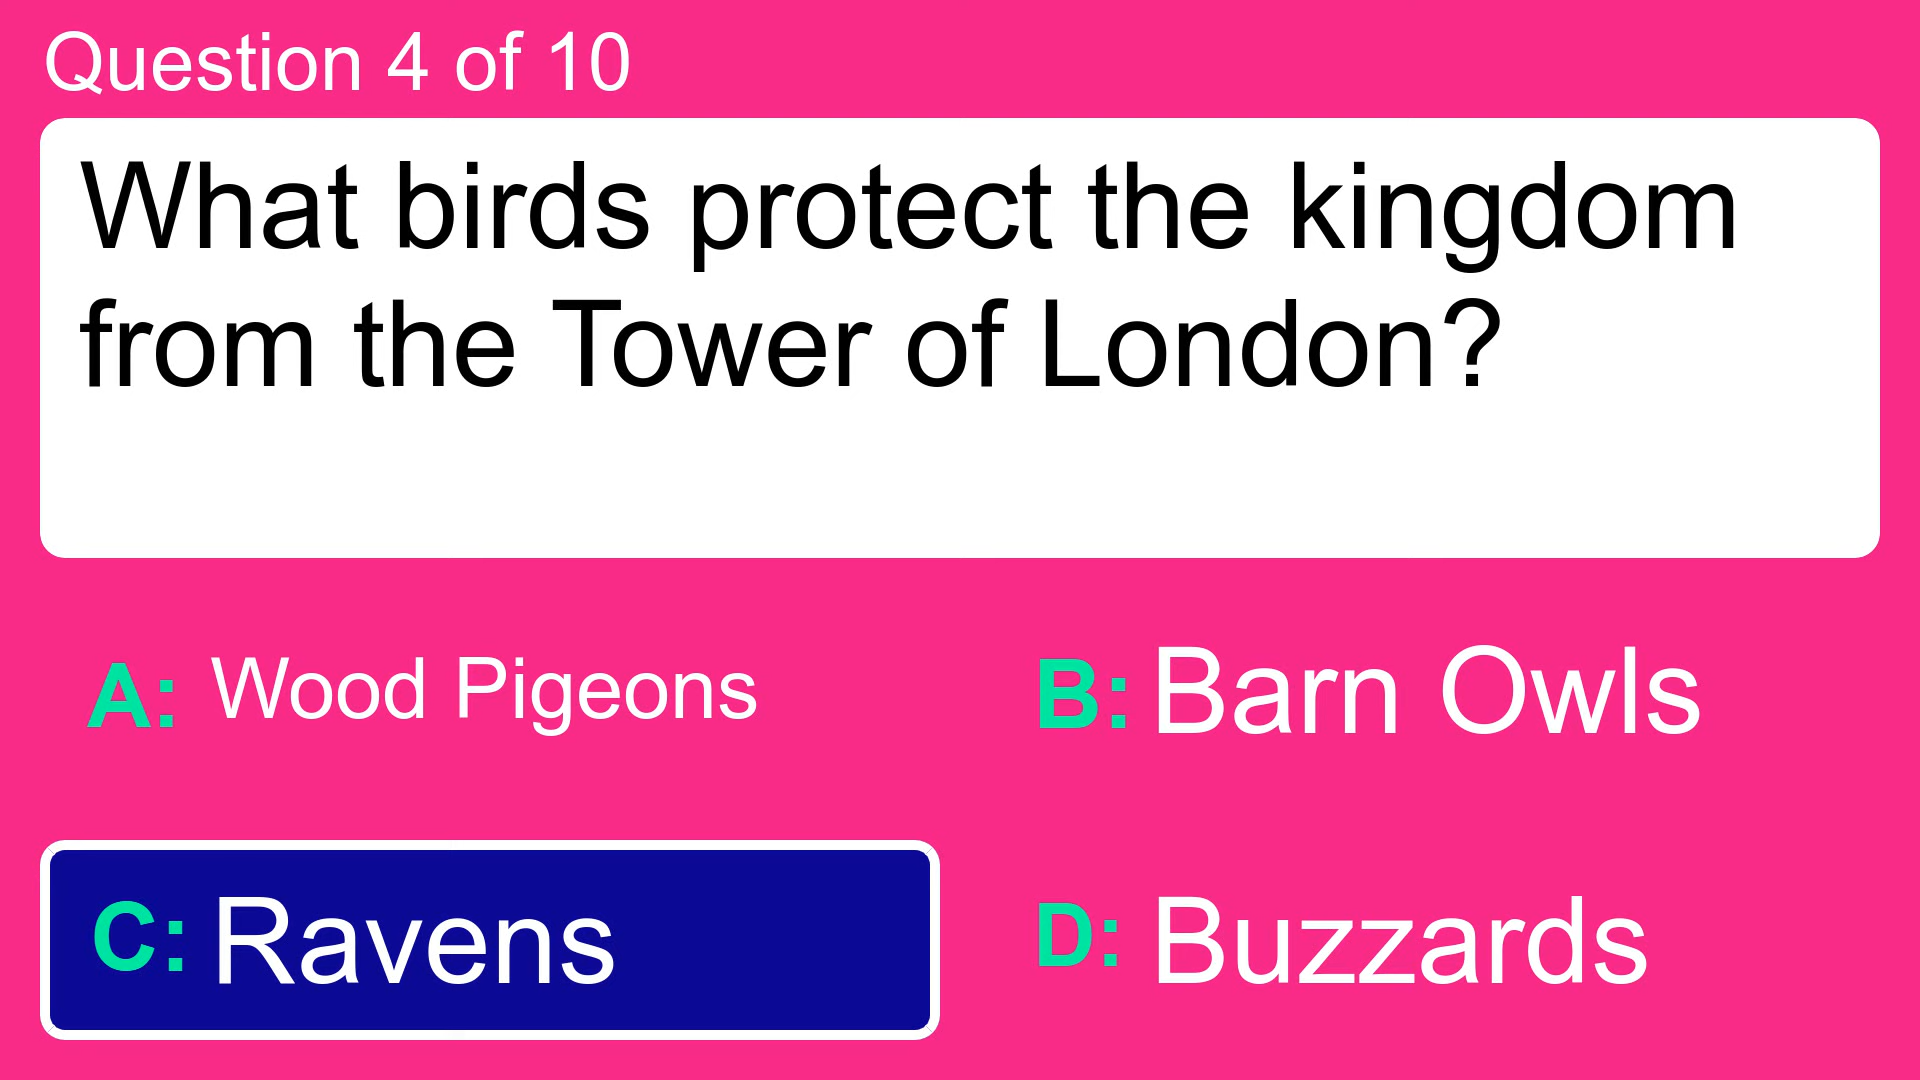 Question 4 of 10
What birds protect the kingdom
from the Tower of London?
A: Wood Pigeons
B: Barn Owls
C: Ravens
D: Buzzards